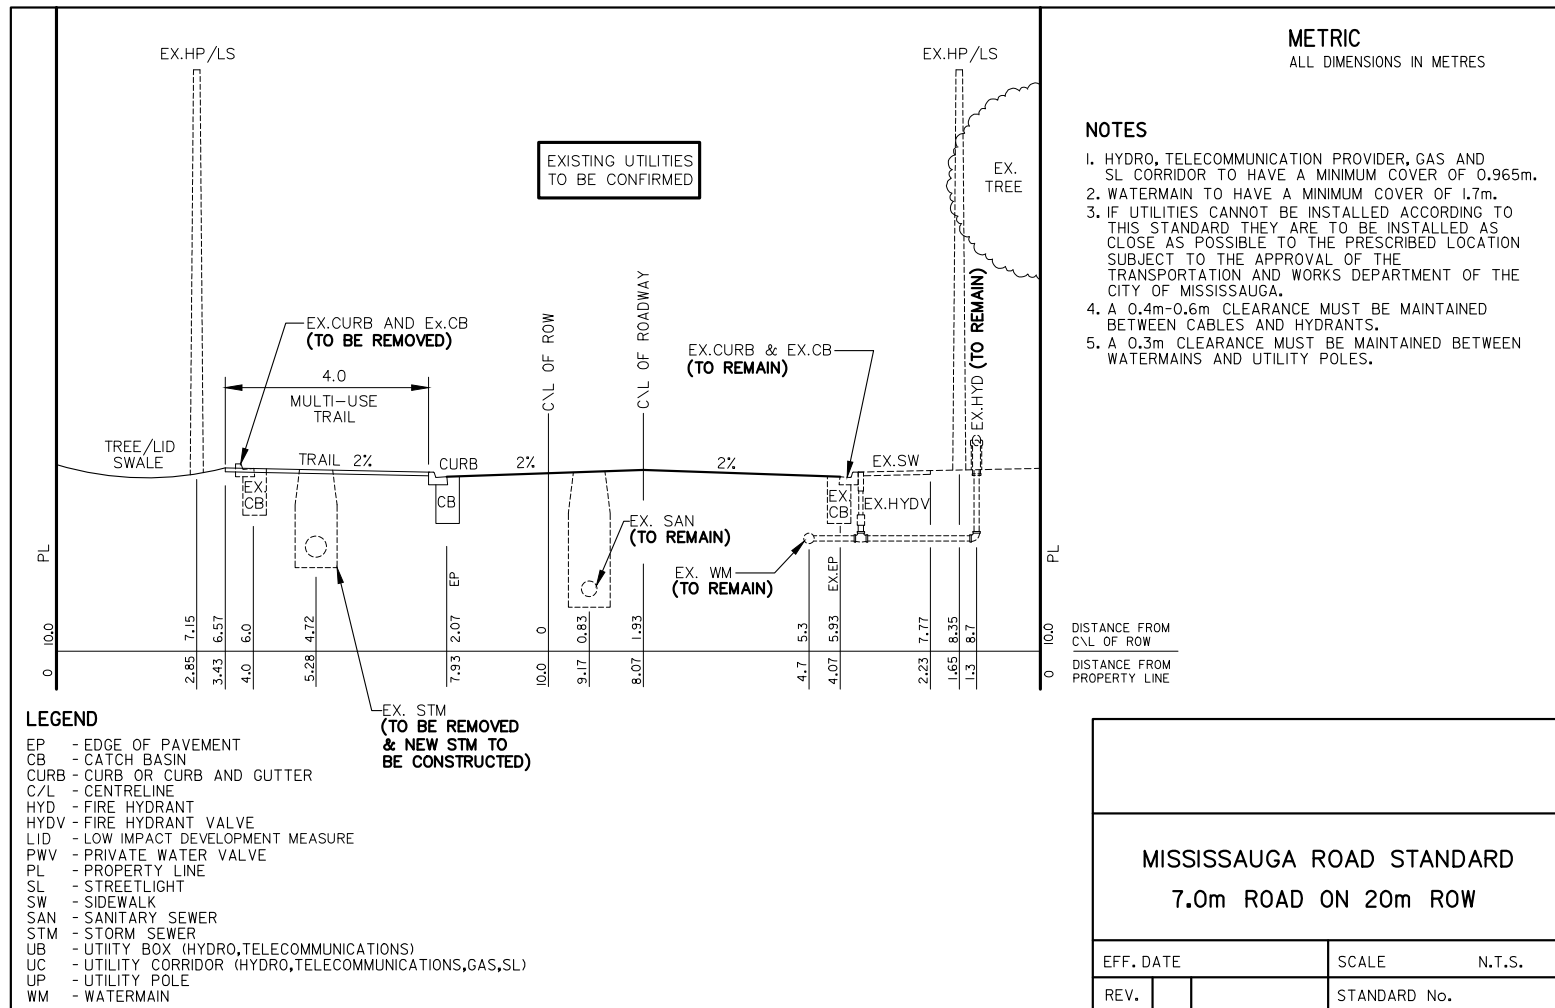 EX.HP/LS
EX.HP/LS
METRIC
ALL DIMENSIONS IN METRES
EXISTING UTILITIES
TO BE CONFIRMED
EX.
TREE
NOTES
1. HYDRO, TELECOMMUNICATION PROVIDER, GAS AND
SL CORRIDOR TO HAVE A MINIMUM COVER OF 0.965m.
2. WATERMAIN TO HAVE A MINIMUM COVER OF 1.7m.
3. IF UTILITIES CANNOT BE INSTALLED ACCORDING TO
THIS STANDARD THEY ARE TO BE INSTALLED AS
CLOSE AS POSSIBLE TO THE PRESCRIBED LOCATION
SUBJECT TO THE APPROVAL OF THE
TRANSPORTATION AND WORKS DEPARTMENT OF THE
CITY OF MISSISSAUGA.
4. A 0.4m-0.6m CLEARANCE MUST BE MAINTAINED
BETWEEN CABLES AND HYDRANTS.
5. A 0.3m CLEARANCE MUST BE MAINTAINED BETWEEN
WATERMAINS AND UTILITY POLES.
EX.CURB AND Ex.CB
(TO BE REMOVED)
4.0
MULTI-USE
TRAIL
C\L OF ROW
C\L OF ROADWAY
EX.CURB & EX.CB
(TO REMAIN)
EX.HYD (TO REMAIN)
TREE/LID
SWALE
TRAIL 2%
CURB
2%
2%
EX.SW
EX.
CB
CB
EX
CB
EX.HYDV
EX. SAN
(TO REMAIN)
EX. WM
(TO REMAIN)
PL
EP
EX.EP
PL
10.0
7.15
6.57
6.0
4.72
2.07
0
0.83
1.93
5.3
5.93
7.77
8.35
8.7
10.0
DISTANCE FROM
C\L OF ROW
0
2.85
3.43
4.0
5.28
7.93
10.0
9.17
8.07
4.7
4.07
2.23
1.65
1.3
0
DISTANCE FROM
PROPERTY LINE
EX. STM
(TO BE REMOVED
& NEW STM TO
BE CONSTRUCTED)
LEGEND
EP - EDGE OF PAVEMENT
CB - CATCH BASIN
CURB - CURB OR CURB AND GUTTER
C/L - CENTRELINE
HYD - FIRE HYDRANT
HYDV - FIRE HYDRANT VALVE
LID - LOW IMPACT DEVELOPMENT MEASURE
PWV - PRIVATE WATER VALVE
PL - PROPERTY LINE
SL - STREETLIGHT
SW - SIDEWALK
SAN - SANITARY SEWER
STM - STORM SEWER
UB - UTIITY BOX (HYDRO,TELECOMMUNICATIONS)
UC - UTILITY CORRIDOR (HYDRO,TELECOMMUNICATIONS,GAS,SL)
UP - UTILITY POLE
WM - WATERMAIN
MISSISSAUGA ROAD STANDARD
7.0m ROAD ON 20m ROW
EFF. DATE
SCALE N.T.S.
REV.
STANDARD No.